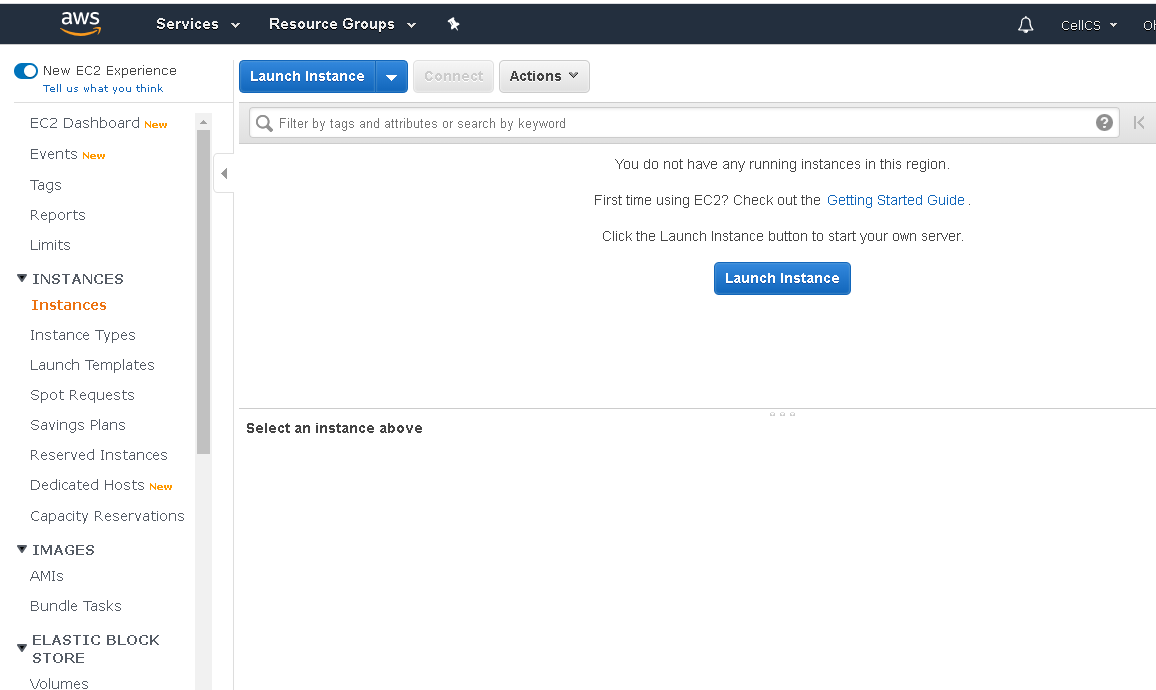 aws Services Resource Groups CellCS
New EC2 Experience
Tell us what you think
Launch Instance Connect Actions
Filter by tags and attributes or search by keyword ?
EC2 Dashboard New
Events New
Tags
Reports
Limits
INSTANCES
Instances
Instance Types
Launch Templates
Spot Requests
Savings Plans
Reserved Instances
Dedicated Hosts New
Capacity Reservations
IMAGES
AMIs
Bundle Tasks
ELASTIC BLOCK
STORE
Volumes
You do not have any running instances in this region.
First time using EC2? Check out the Getting Started Guide .
Click the Launch Instance button to start your own server.
Launch Instance
Select an instance above